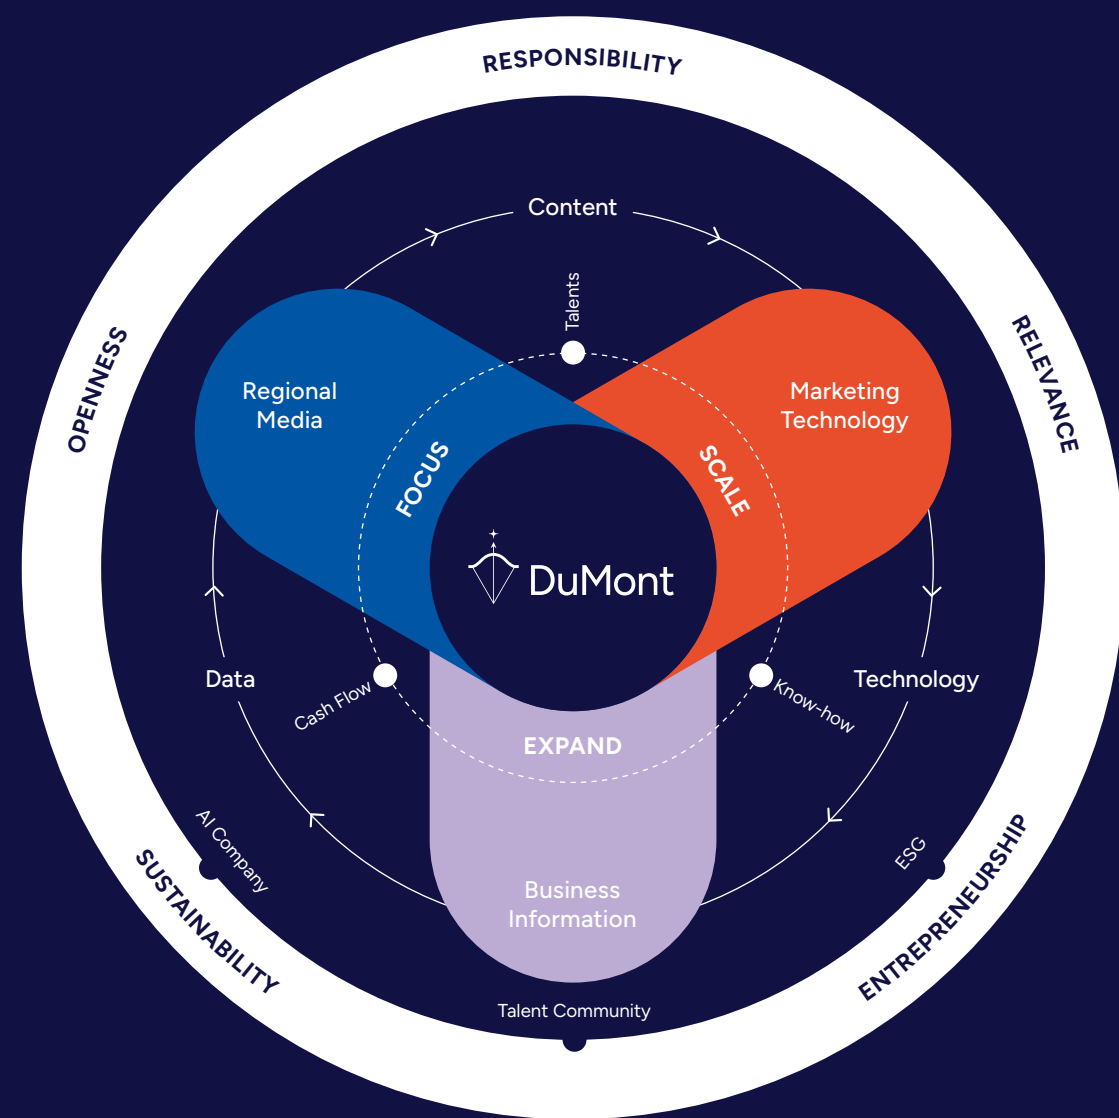 RESPONSIBILITY
Content
Talents
OPENNESS
RELEVANCE
Regional
Media
Marketing
Technology
FOCUS
SCALE
DuMont
Data
Technology
Cash Flow
Know-how
EXPAND
AI Company
ESG
SUSTAINABILITY
ENTREPRENEURSHIP
Business
Information
Talent Community